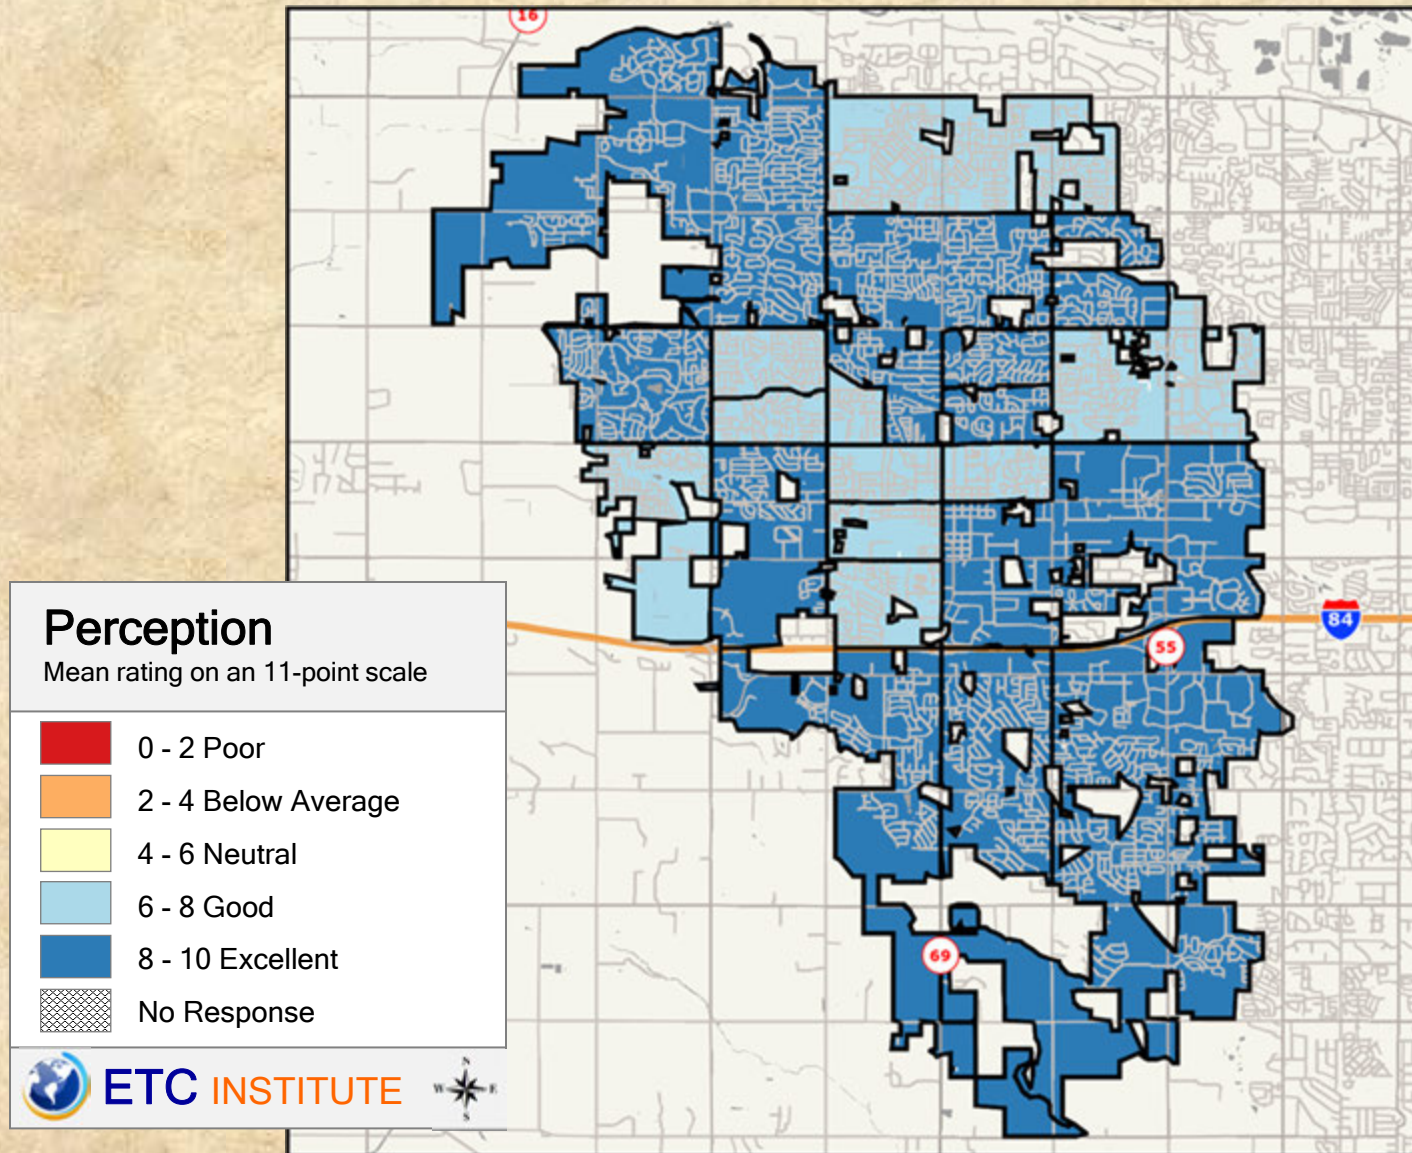 16
84
55
69
Perception
Mean rating on an 11-point scale
0 - 2 Poor
2 - 4 Below Average
4 - 6 Neutral
6 - 8 Good
8 - 10 Excellent
No Response
ETC INSTITUTE
N
W E
S